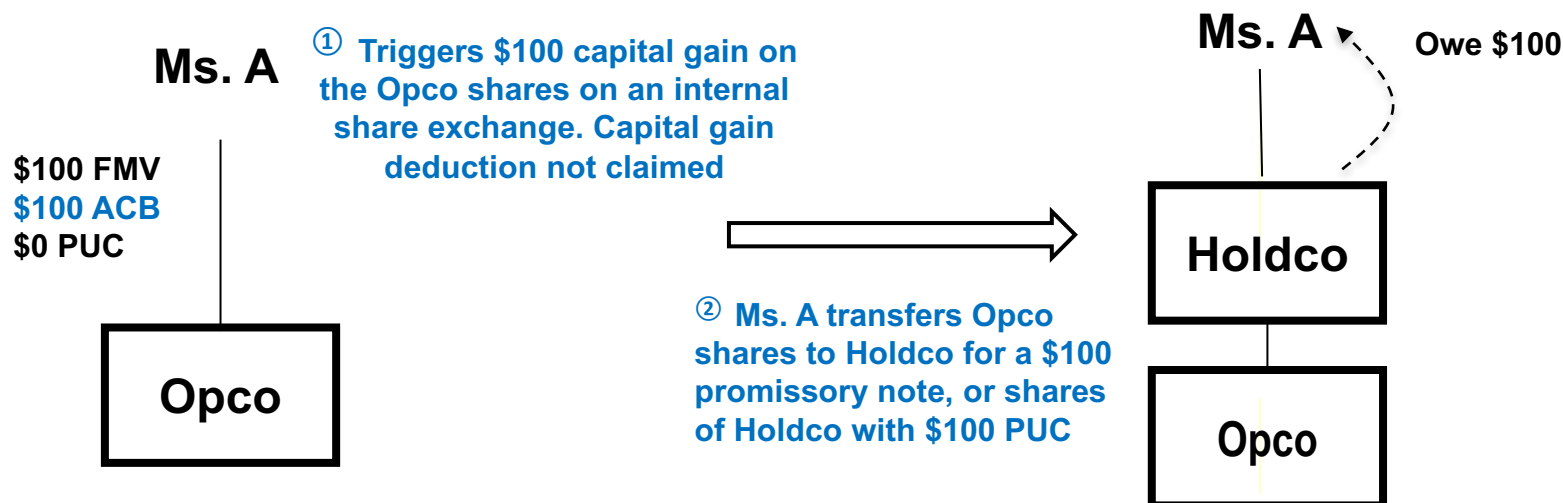 Ms. A
① Triggers $100 capital gain on
the Opco shares on an internal
share exchange. Capital gain
deduction not claimed
$100 FMV
$100 ACB
$0 PUC
Opco
② Ms. A transfers Opco
shares to Holdco for a $100
promissory note, or shares
of Holdco with $100 PUC
Ms. A
Owe $100
Holdco
Opco